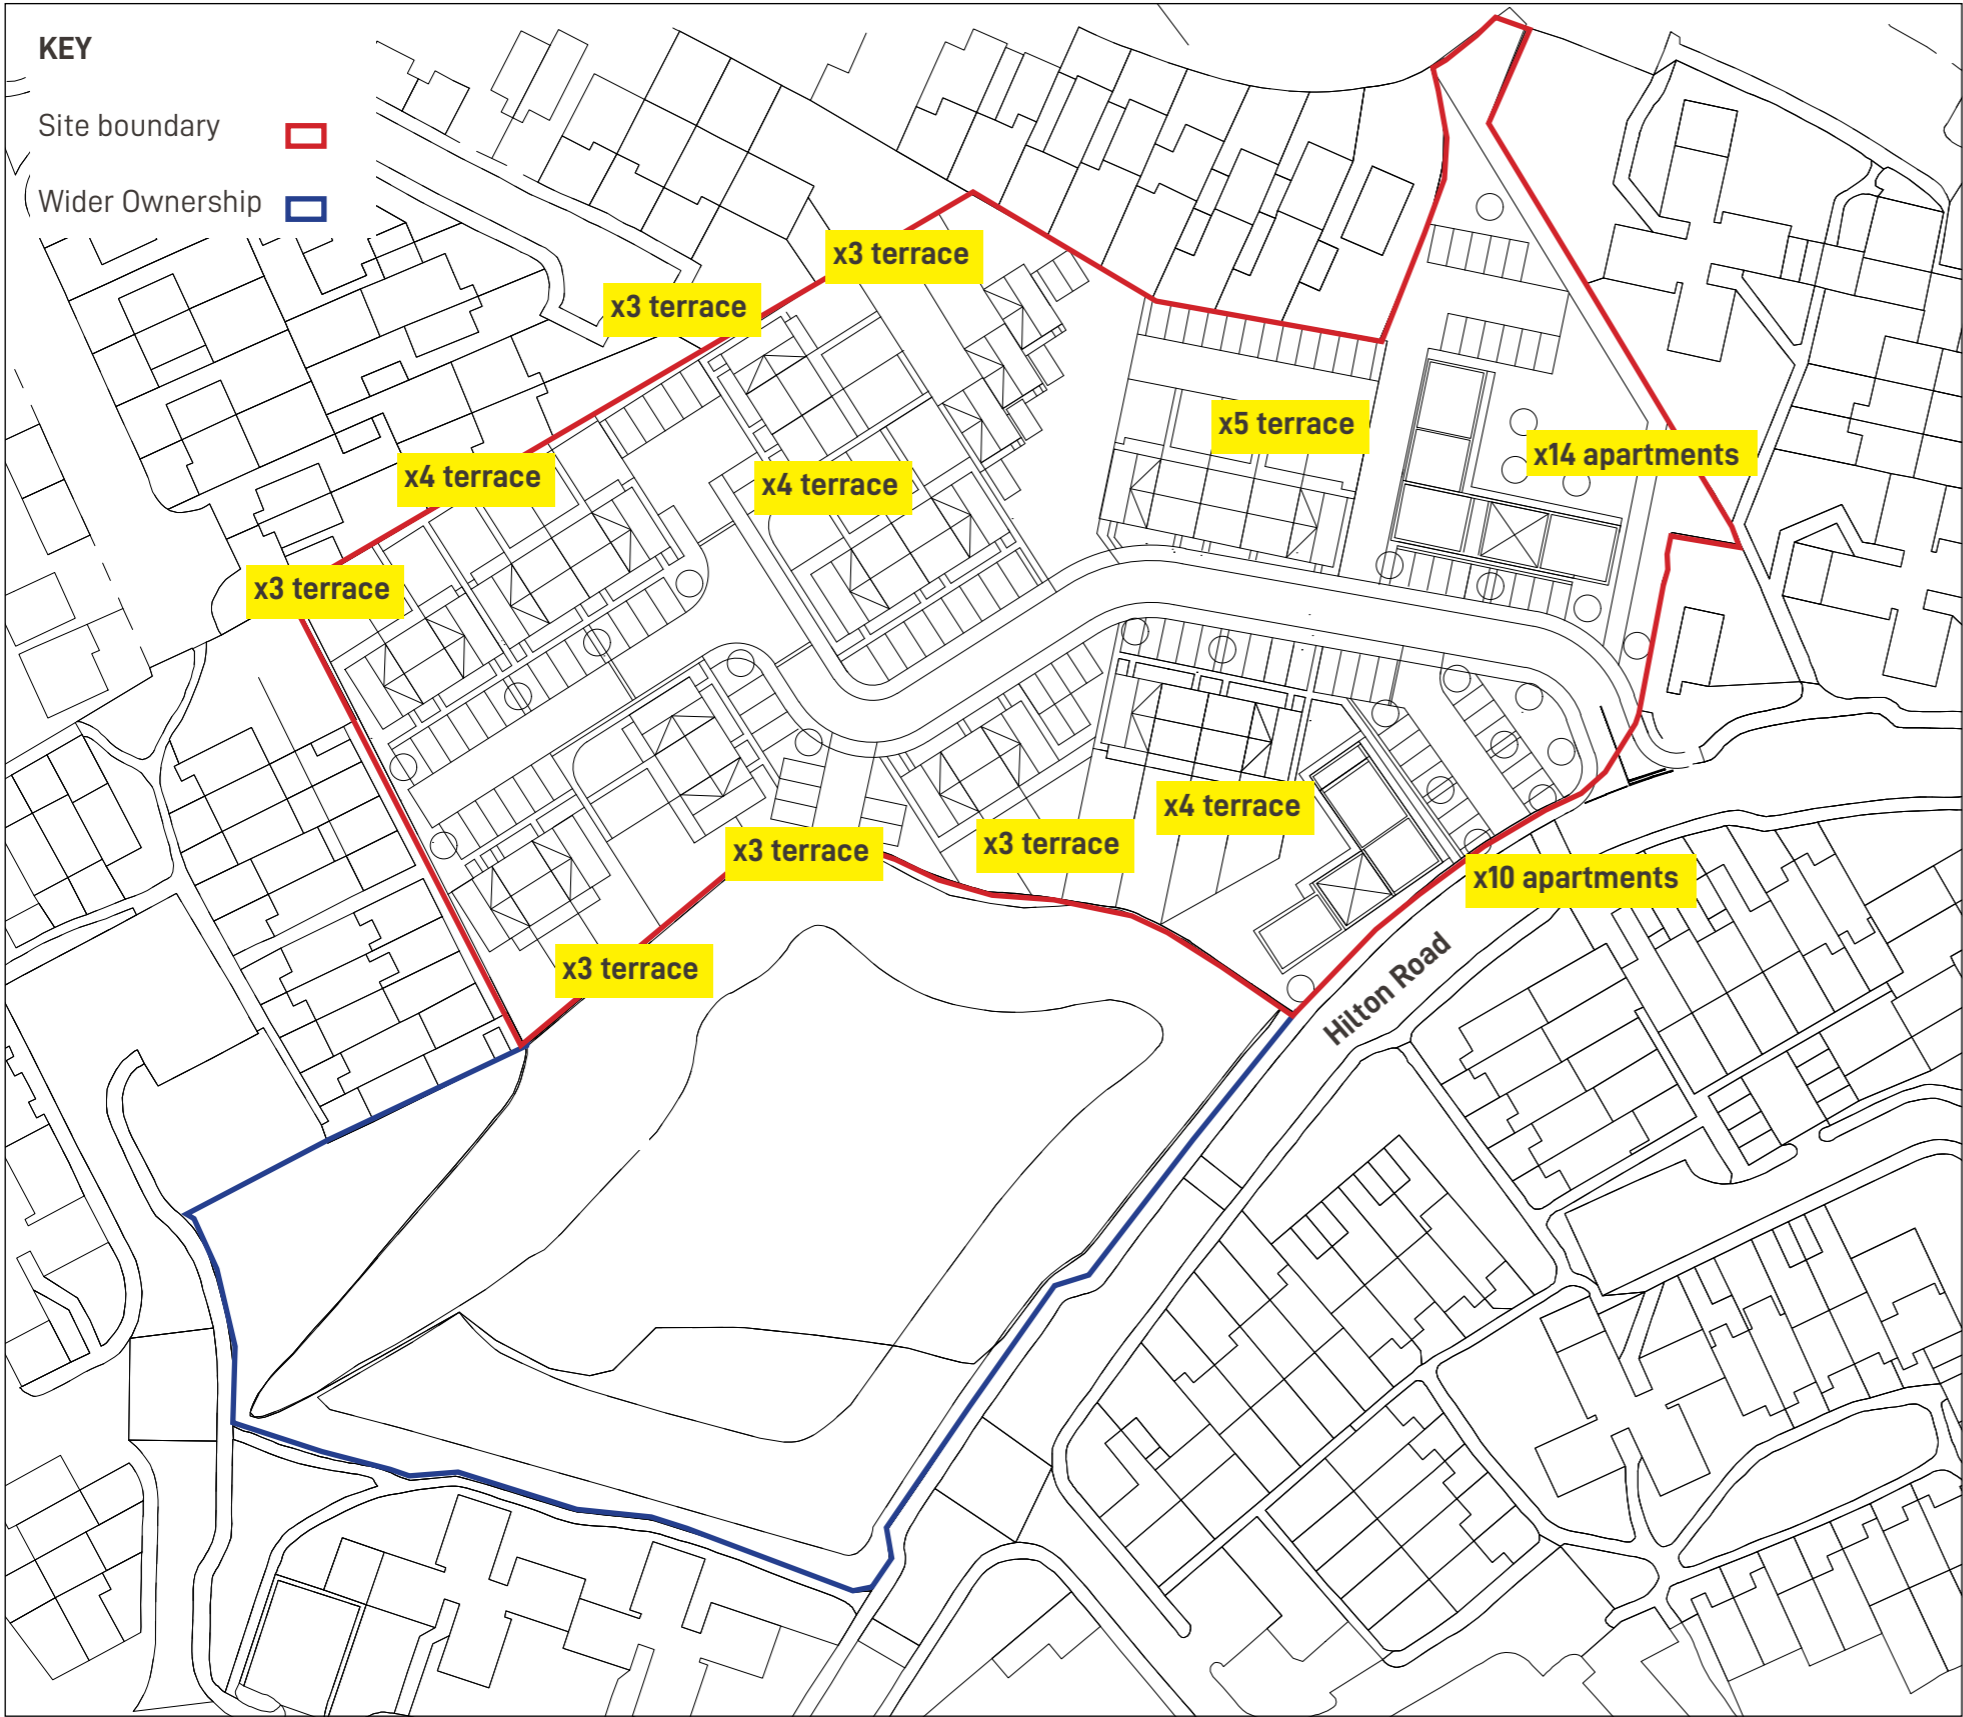 KEY
Site boundary
Wider Ownership
x3 terrace
x3 terrace
x5 terrace
x14 apartments
x4 terrace
x4 terrace
x3 terrace
x4 terrace
x3 terrace
x3 terrace
x10 apartments
x3 terrace
Hilton Road